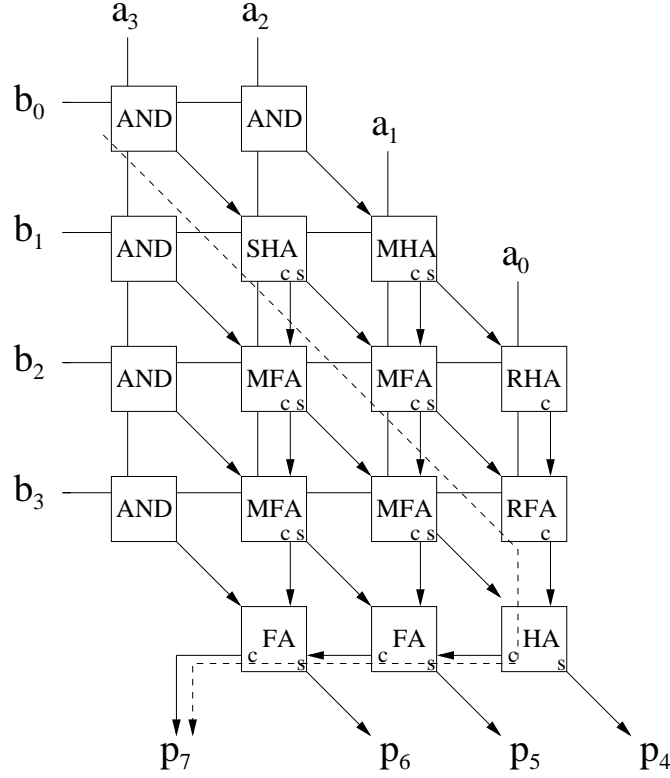 a3 a2
b0 AND AND
a1
b1 AND SHA MHA
c s c s
a0
b2 AND MFA MFA RHA
c s c s c
b3 AND MFA MFA RFA
c s c s c
FA FA HA
c s c s c s
p7 p6 p5 p4